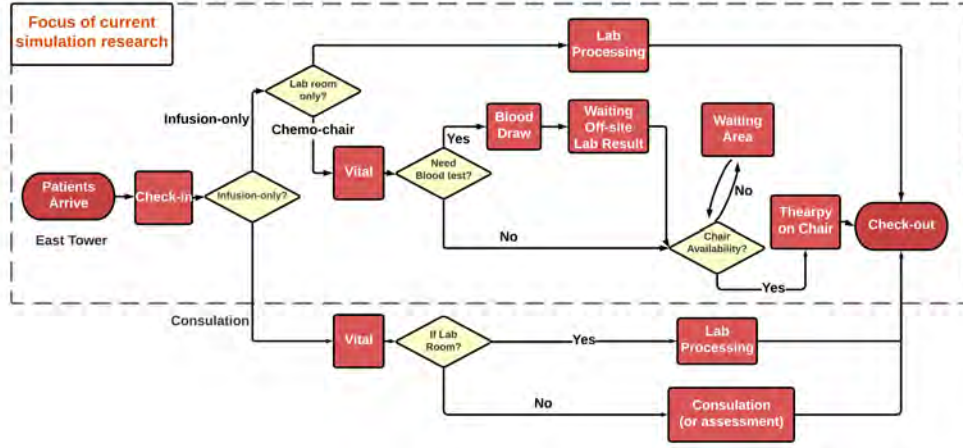 Focus of current
simulation research
Lab
Processing
Lab room
only?
Infusion-only
Chemo-chair
Yes
Blood
Draw
Waiting
Off-site
Lab Result
Waiting
Area
Vital
Need
Blood test?
No
Patients
Arrive
Check-in
Infusion-only?
Thearpy
on Chair
Check-out
East Tower
No
Chair
Availability?
Yes
Consulation
Vital
If Lab
Room?
Yes
Lab
Processing
No
Consulation
(or assessment)